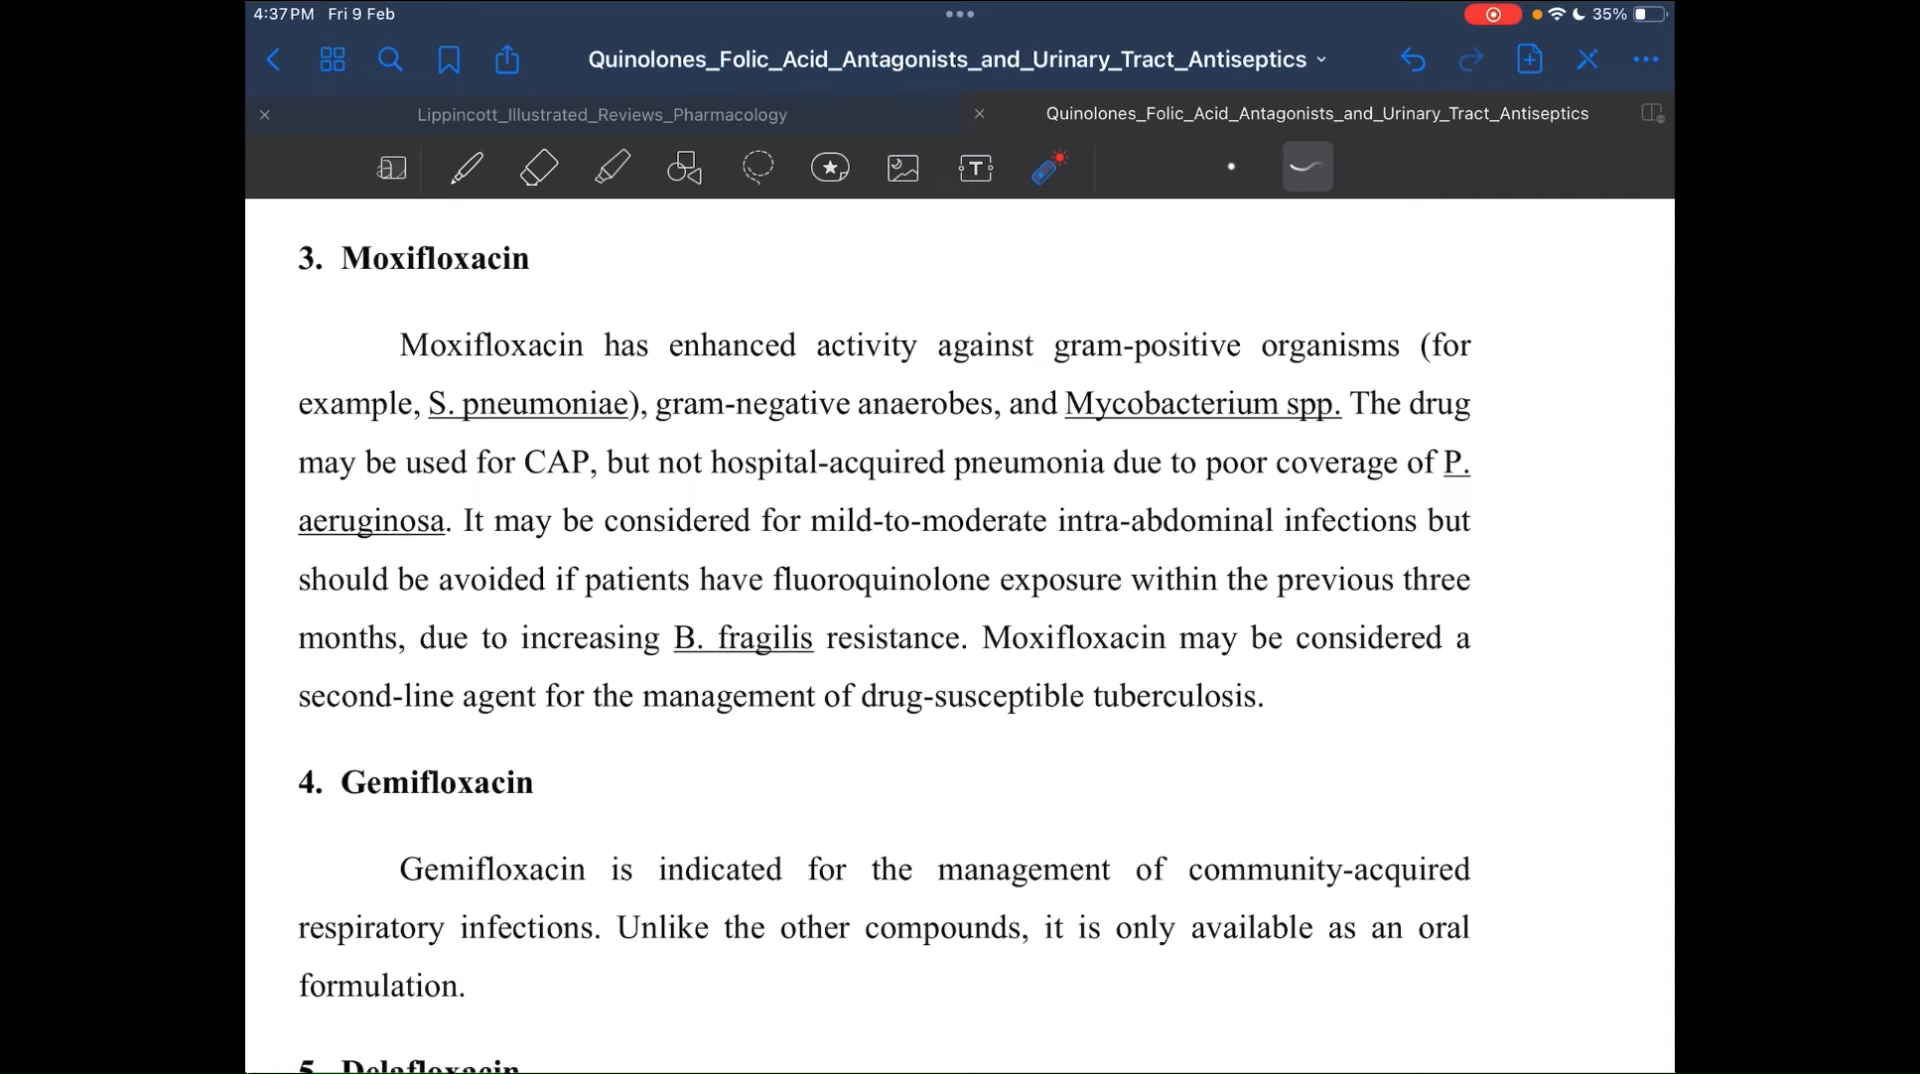 4:37PM Fri 9 Feb
35%
Quinolones_Folic_Acid_Antagonists_and_Urinary_Tract_Antiseptics
Lippincott_Illustrated_Reviews_Pharmacology
Quinolones_Folic_Acid_Antagonists_and_Urinary_Tract_Antiseptics
3. Moxifloxacin
Moxifloxacin has enhanced activity against gram-positive organisms (for
example, S. pneumoniae), gram-negative anaerobes, and Mycobacterium spp. The drug
may be used for CAP, but not hospital-acquired pneumonia due to poor coverage of P.
aeruginosa. It may be considered for mild-to-moderate intra-abdominal infections but
should be avoided if patients have fluoroquinolone exposure within the previous three
months, due to increasing B. fragilis resistance. Moxifloxacin may be considered a
second-line agent for the management of drug-susceptible tuberculosis.
4. Gemifloxacin
Gemifloxacin is indicated for the management of community-acquired
respiratory infections. Unlike the other compounds, it is only available as an oral
formulation.
5. Delafloxacin